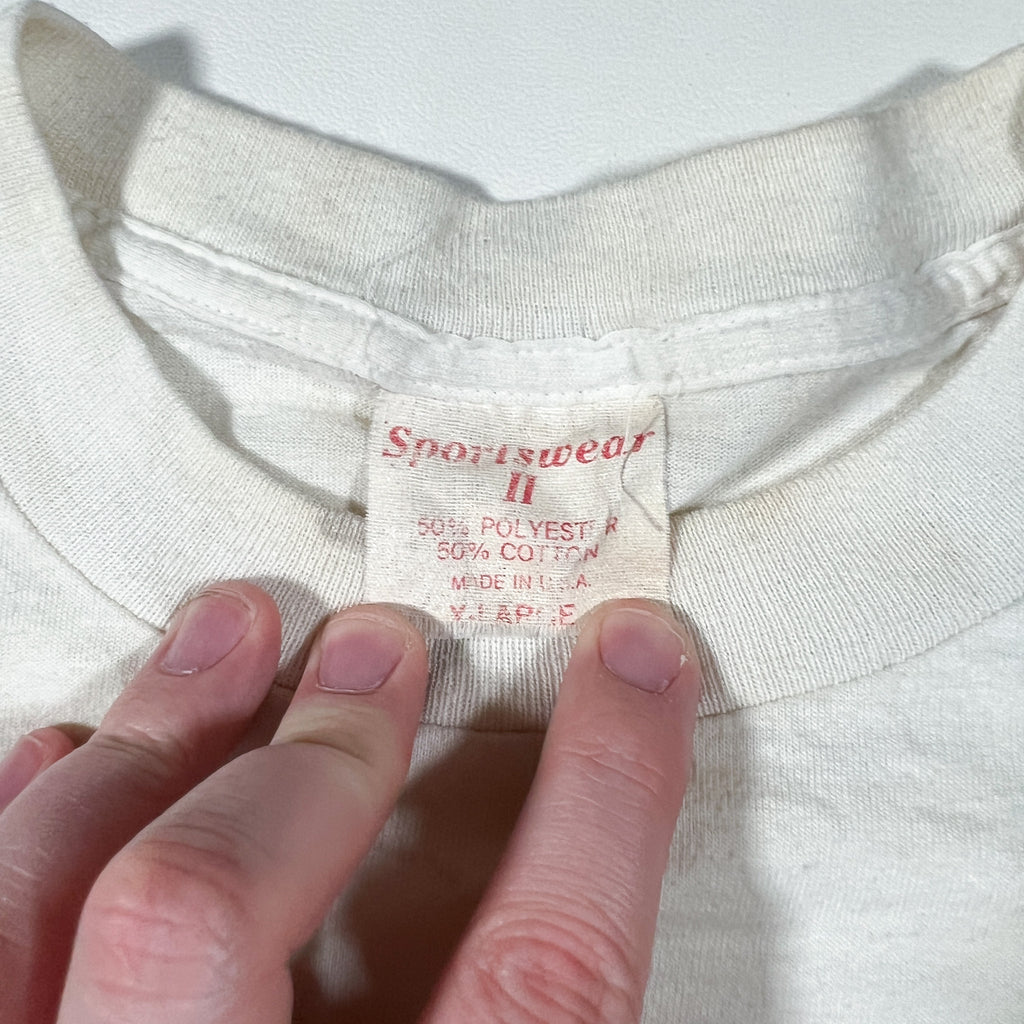 Sportswear
II
50% POLYESTER
50% COTTON
MADE IN U.S.A.
X-LARGE